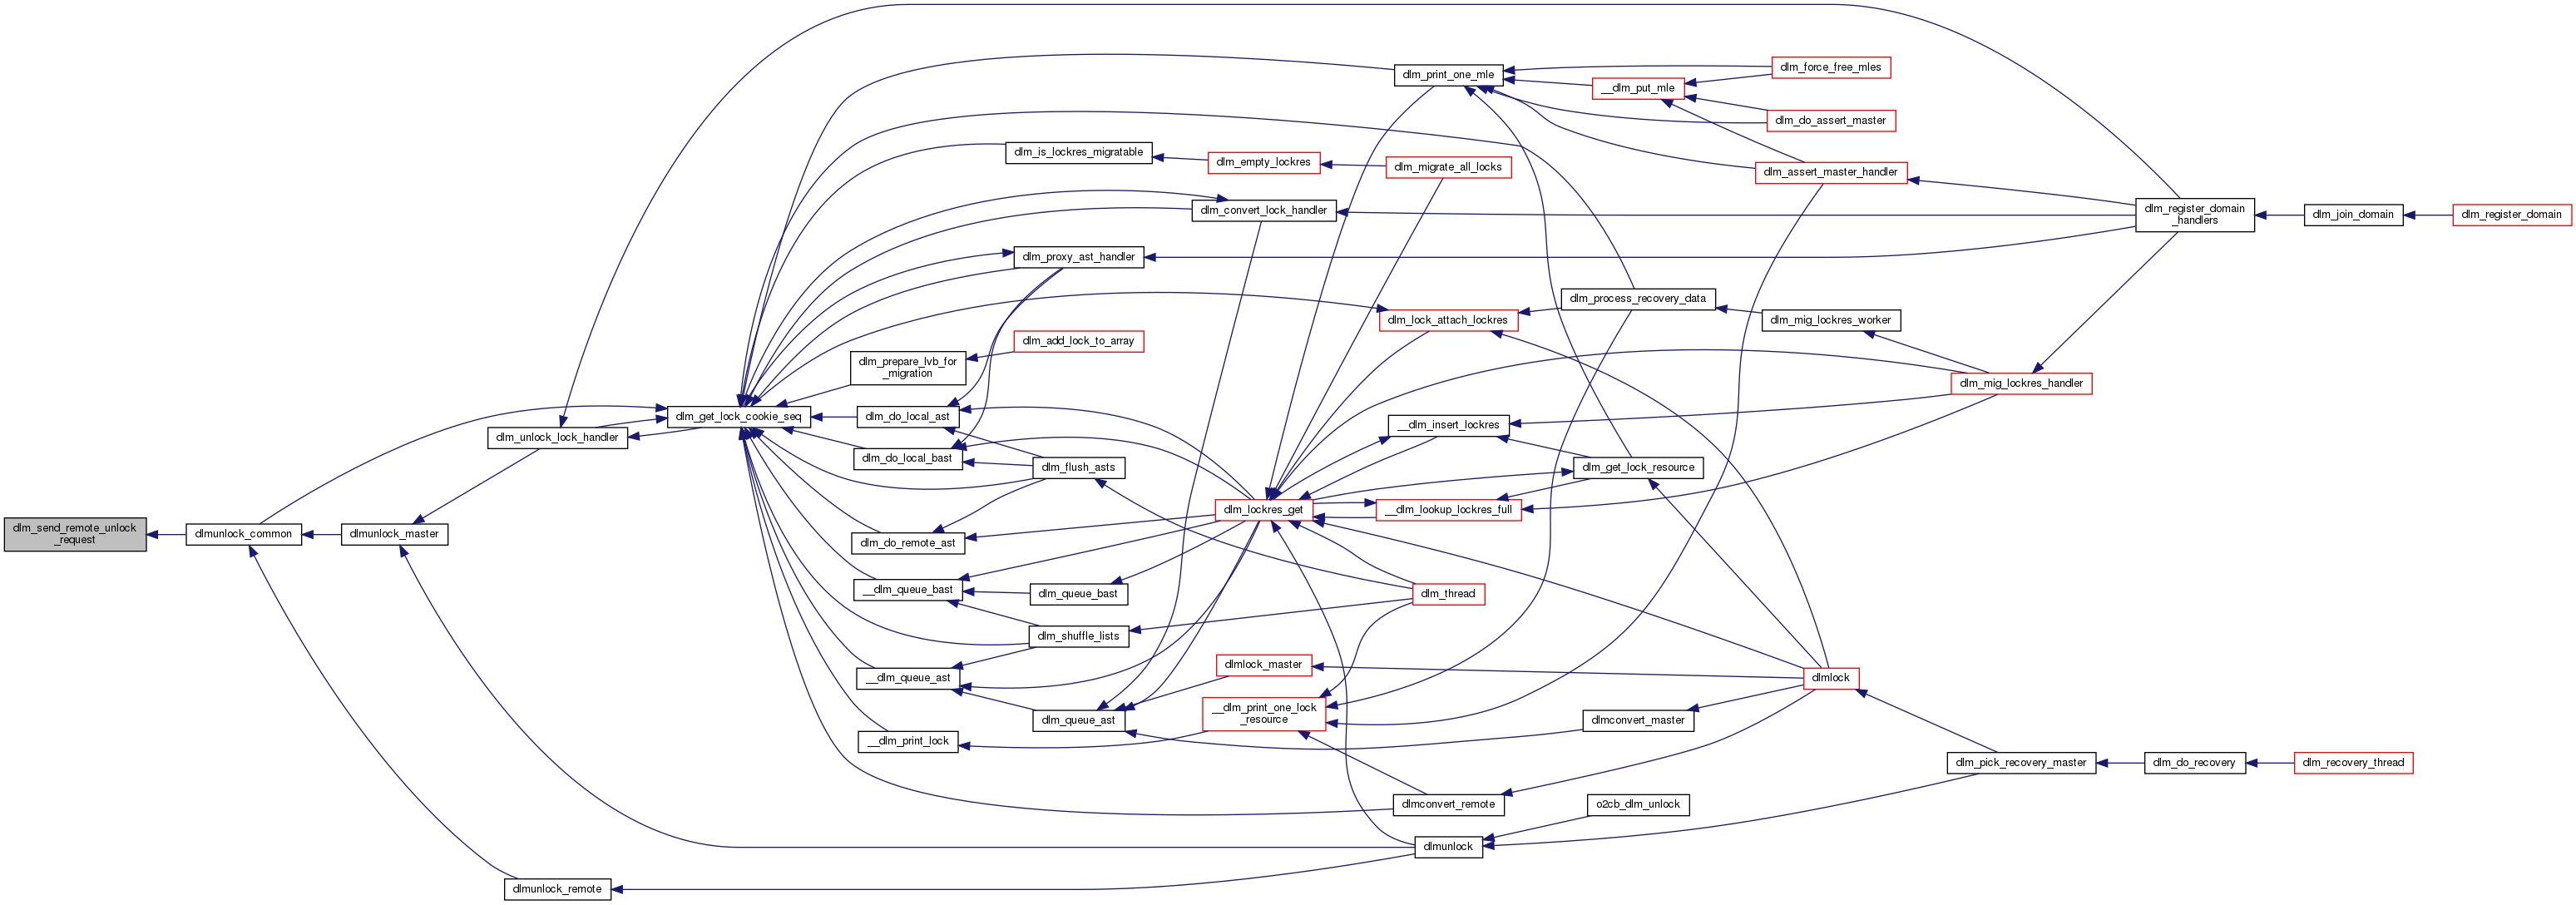 dlm_send_remote_unlock
_request
dlmunlock_common
dlmunlock_master
dlmunlock_remote
dlm_unlock_lock_handler
dlm_get_lock_cookie_seq
dlm_prepare_lvb_for
_migration
dlm_do_local_ast
dlm_do_local_bast
dlm_do_remote_ast
__dlm_queue_bast
__dlm_queue_ast
__dlm_print_lock
dlm_is_lockres_migratable
dlm_proxy_ast_handler
dlm_add_lock_to_array
dlm_flush_asts
dlm_queue_bast
dlm_shuffle_lists
dlm_queue_ast
dlm_empty_lockres
dlm_convert_lock_handler
dlm_lockres_get
dlmlock_master
__dlm_print_one_lock
_resource
dlm_print_one_mle
dlm_migrate_all_locks
dlm_lock_attach_lockres
__dlm_insert_lockres
__dlm_lookup_lockres_full
dlm_thread
dlmconvert_remote
dlmunlock
__dlm_put_mle
dlm_process_recovery_data
dlm_get_lock_resource
dlmconvert_master
o2cb_dlm_unlock
dlm_force_free_mles
dlm_do_assert_master
dlm_assert_master_handler
dlm_mig_lockres_worker
dlmlock
dlm_mig_lockres_handler
dlm_pick_recovery_master
dlm_register_domain
_handlers
dlm_do_recovery
dlm_join_domain
dlm_recovery_thread
dlm_register_domain